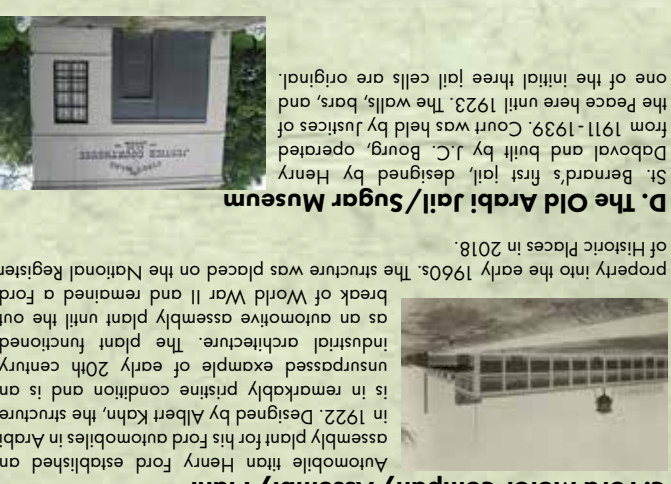 Ford Motor Company Assembly Plant
Automobile titan Henry Ford established an
assembly plant for his Ford automobiles in Arabi
in 1922. Designed by Albert Kahn, the structure
is in remarkably pristine condition and is an
unsurpassed example of early 20th century
industrial architecture. The plant functioned
as an automotive assembly plant until the out
break of World War II and remained a Ford
property into the early 1960s. The structure was placed on the National Register
of Historic Places in 2018.
D. The Old Arabi Jail/Sugar Museum
St. Bernard's first jail, designed by Henry
Daboval and built by J.C. Bourg, operated
from 1911-1939. Court was held by Justices of
the Peace here until 1923. The walls, bars, and
one of the initial three jail cells are original.
JUSTICE COURTHOUSE